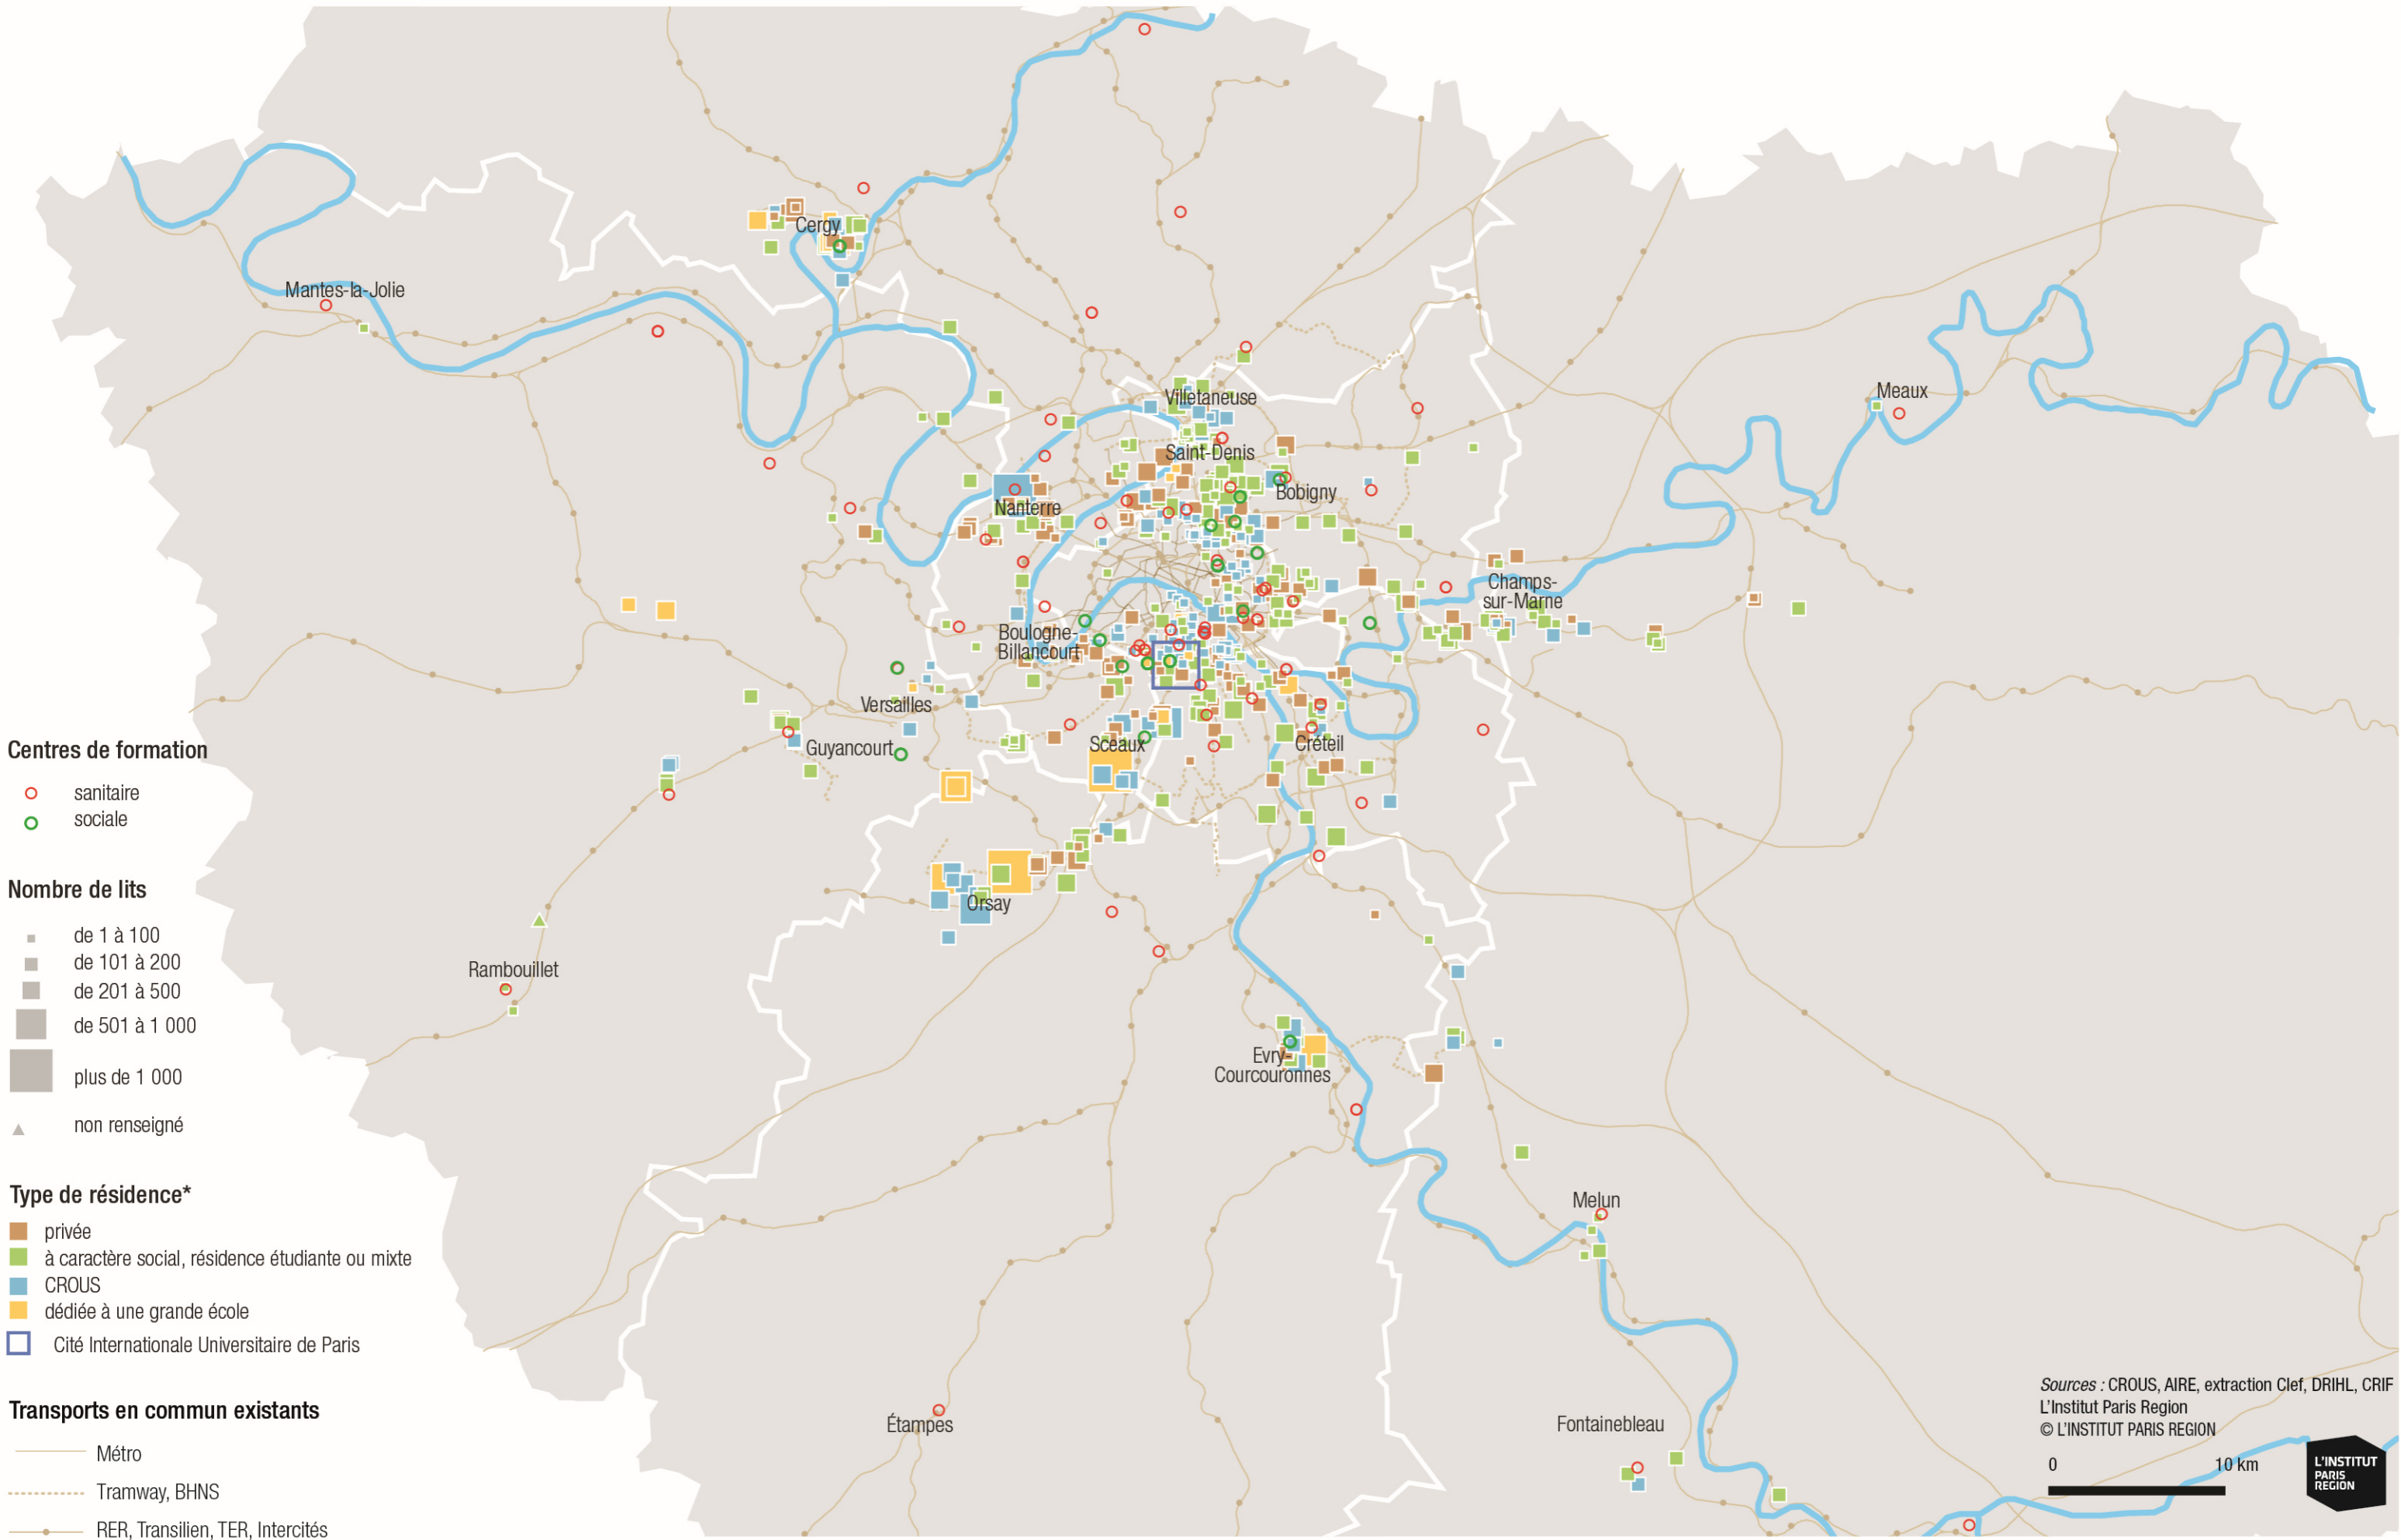 Cergy
Mantes-la-Jolie
Meaux
Villetaneuse
Saint-Denis
Bobigny
Nanterre
Champs-
sur-Marne
Boulogne-
Billancourt
Versailles
Guyancourt
Sceaux
Créteil
Orsay
Rambouillet
Evry-
Courcouronnes
Melun
Étampes
Fontainebleau
Centres de formation
sanitaire
sociale
Nombre de lits
de 1 à 100
de 101 à 200
de 201 à 500
de 501 à 1 000
plus de 1 000
non renseigné
Type de résidence*
privée
à caractère social, résidence étudiante ou mixte
CROUS
dédiée à une grande école
Cité Internationale Universitaire de Paris
Transports en commun existants
Métro
Tramway, BHNS
RER, Transilien, TER, Intercités
Sources : CROUS, AIRE, extraction Clef, DRIHL, CRIF
L'Institut Paris Region
© L'INSTITUT PARIS REGION
0 10 km
L'INSTITUT
PARIS
REGION